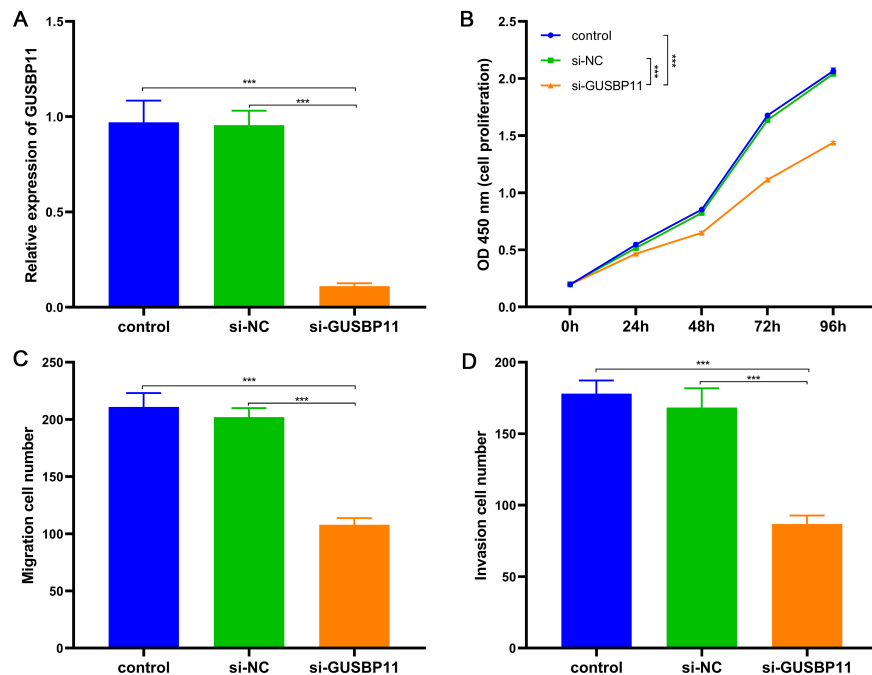 A
Relative expression of GUSBP11
1.5
1.0
0.5
0.0
***
***
control
si-NC
si-GUSBP11
B
OD 450 nm (cell proliferation)
2.5
2.0
1.5
1.0
0.5
0.0
control
si-NC
si-GUSBP11
***
***
0h
24h
48h
72h
96h
C
Migration cell number
250
200
150
100
50
0
***
***
control
si-NC
si-GUSBP11
D
Invasion cell number
200
150
100
50
0
***
***
control
si-NC
si-GUSBP11